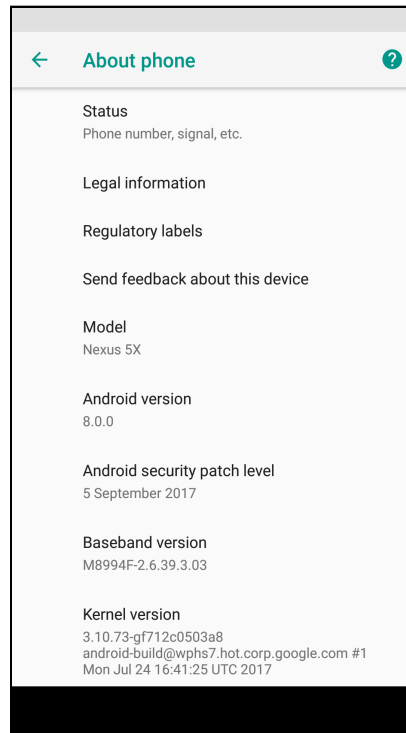 About phone
?
Status
Phone number, signal, etc.
Legal information
Regulatory labels
Send feedback about this device
Model
Nexus 5X
Android version
8.0.0
Android security patch level
5 September 2017
Baseband version
M8994F-2.6.39.3.03
Kernel version
3.10.73-gf712c0503a8
android-build@wphs7.hot.corp.google.com #1
Mon Jul 24 16:41:25 UTC 2017